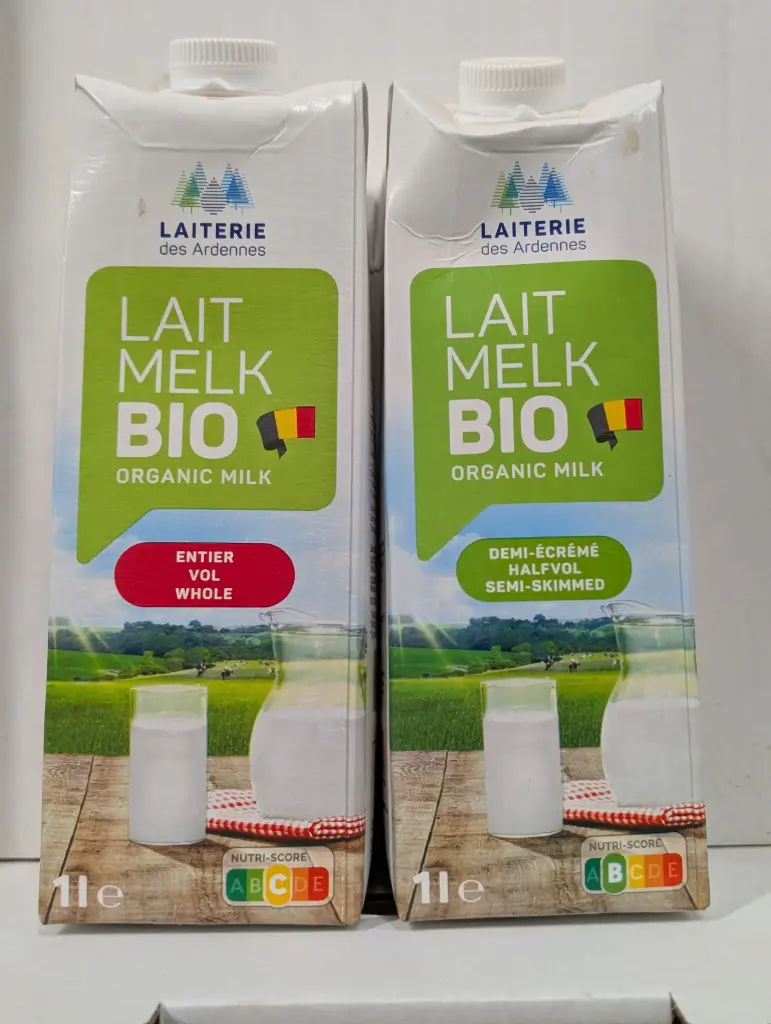 LAITERIE
des Ardennes
LAIT
MELK
BIO
ORGANIC MILK
ENTIER
VOL
WHOLE
1l e
NUTRI-SCORE
A B C D E
LAITERIE
des Ardennes
LAIT
MELK
BIO
ORGANIC MILK
DEMI-ÉCRÉMÉ
HALFVOL
SEMI-SKIMMED
1l e
NUTRI-SCORE
A B C D E